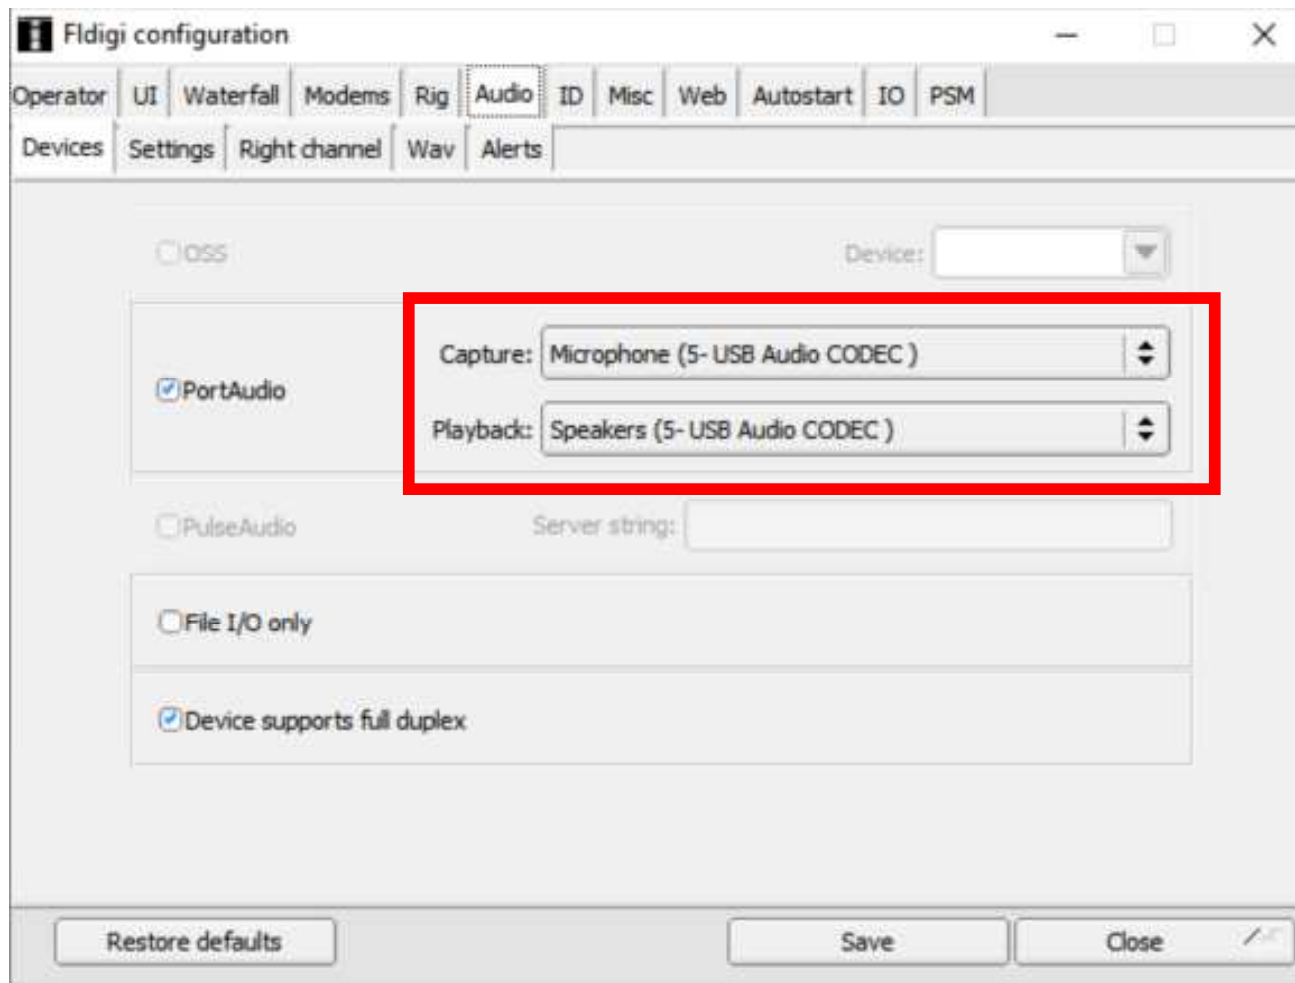 Fldigi configuration
Operator UI Waterfall Modems Rig Audio ID Misc Web Autostart IO PSM
Devices Settings Right channel Wav Alerts
OSS Device:
Capture: Microphone (5- USB Audio CODEC )
PortAudio
Playback: Speakers (5- USB Audio CODEC )
PulseAudio Server string:
File I/O only
Device supports full duplex
Restore defaults Save Close